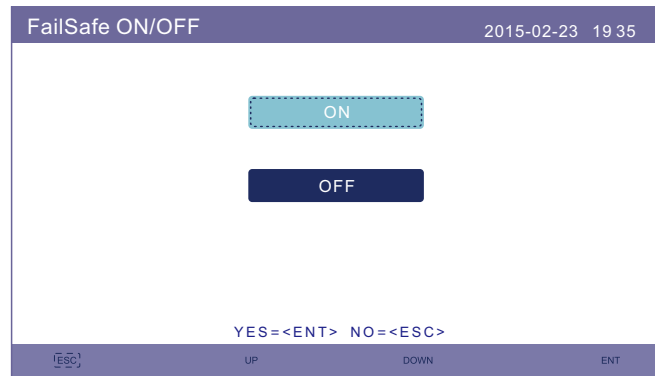 FailSafe ON/OFF 2015-02-23 19 35
ON
OFF
YES=<ENT> NO=<ESC>
ESC UP DOWN ENT